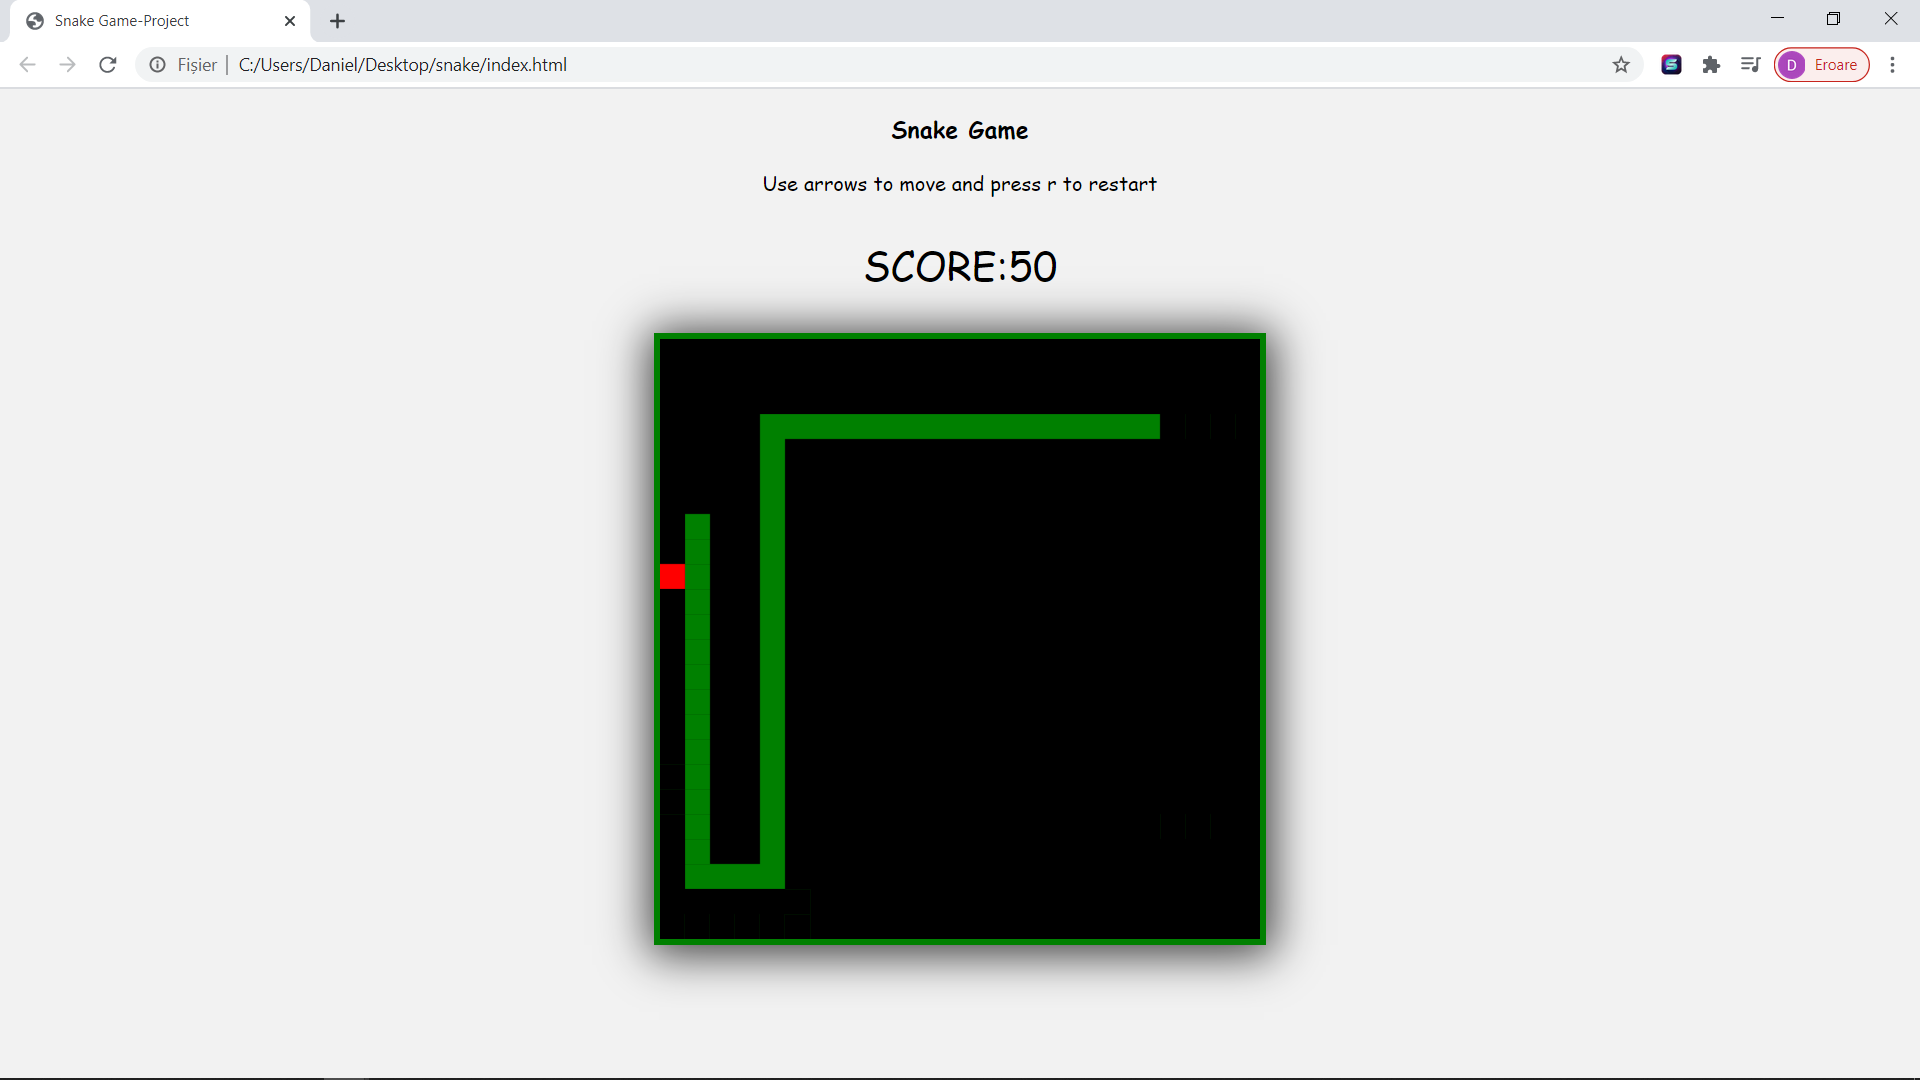 Snake Game-Project
Fișier | C:/Users/Daniel/Desktop/snake/index.html
D Eroare
Snake Game
Use arrows to move and press r to restart
SCORE:50